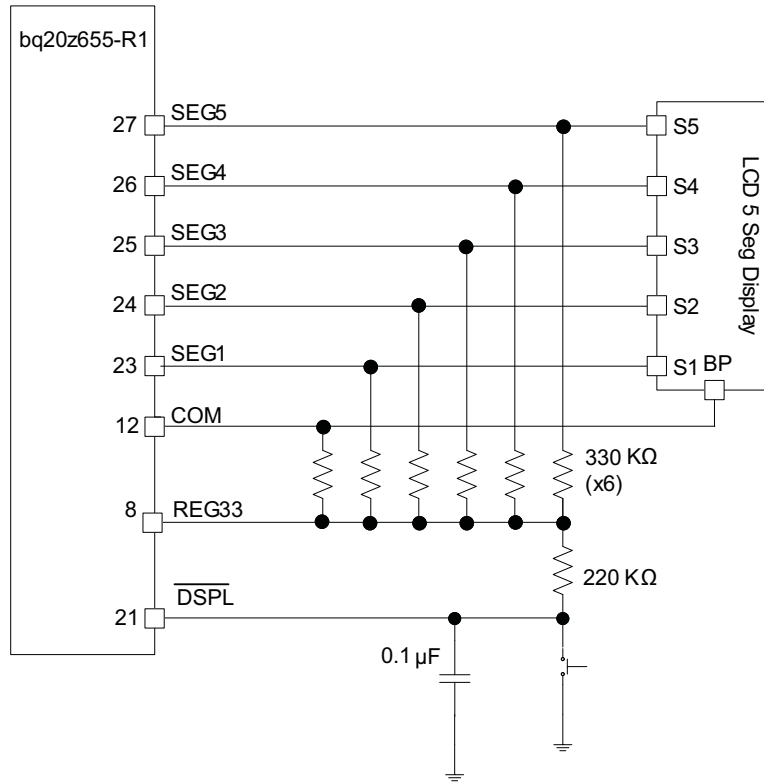 bq20z655-R1
27 SEG5 S5
26 SEG4 S4
25 SEG3 S3
24 SEG2 S2
23 SEG1 S1 BP
12 COM
LCD 5 Seg Display
330 KΩ
(x6)
8 REG33
220 KΩ
21 DSPL
0.1 µF